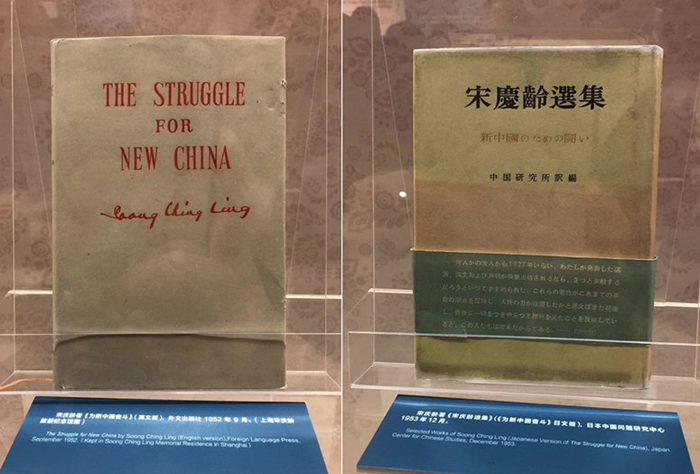 THE STRUGGLE
FOR
NEW CHINA
Soong Ching Ling
宋庆龄著《为新中国奋斗》(英文版)，外文出版社 1952 年 9 月。(上海宋庆龄
故居纪念馆藏)
The Struggle for New China by Soong Ching Ling (English version), Foreign Language Press,
September 1952. (Kept in Soong Ching Ling Memorial Residence in Shanghai)
宋慶齡選集
新中國のための闘い
中国研究所訳編
宋庆龄著《宋庆龄选集》(《为新中国奋斗》日文版)，日本中国问题研究中心
1953 年 12 月。
Selected Works of Soong Ching Ling (Japanese Version of The Struggle for New China), Japan
Center for Chinese Studies, December 1953.